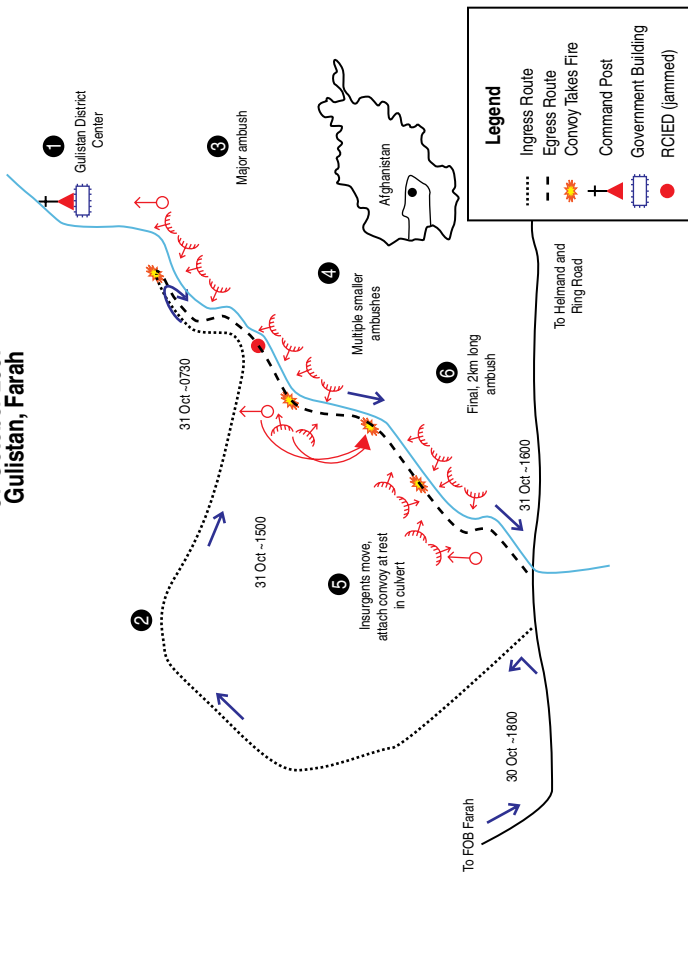 Gulistan, Farah
1
Gulistan District
Center
2
3
Major ambush
31 Oct ~0730
4
Multiple smaller
ambushes
Afghanistan
31 Oct ~1500
5
Insurgents move,
attach convoy at rest
in culvert
6
Final, 2km long
ambush
31 Oct ~1600
30 Oct ~1800
To FOB Farah
To Helmand and
Ring Road
Legend
Ingress Route
Egress Route
Convoy Takes Fire
Command Post
Government Building
RCIED (jammed)